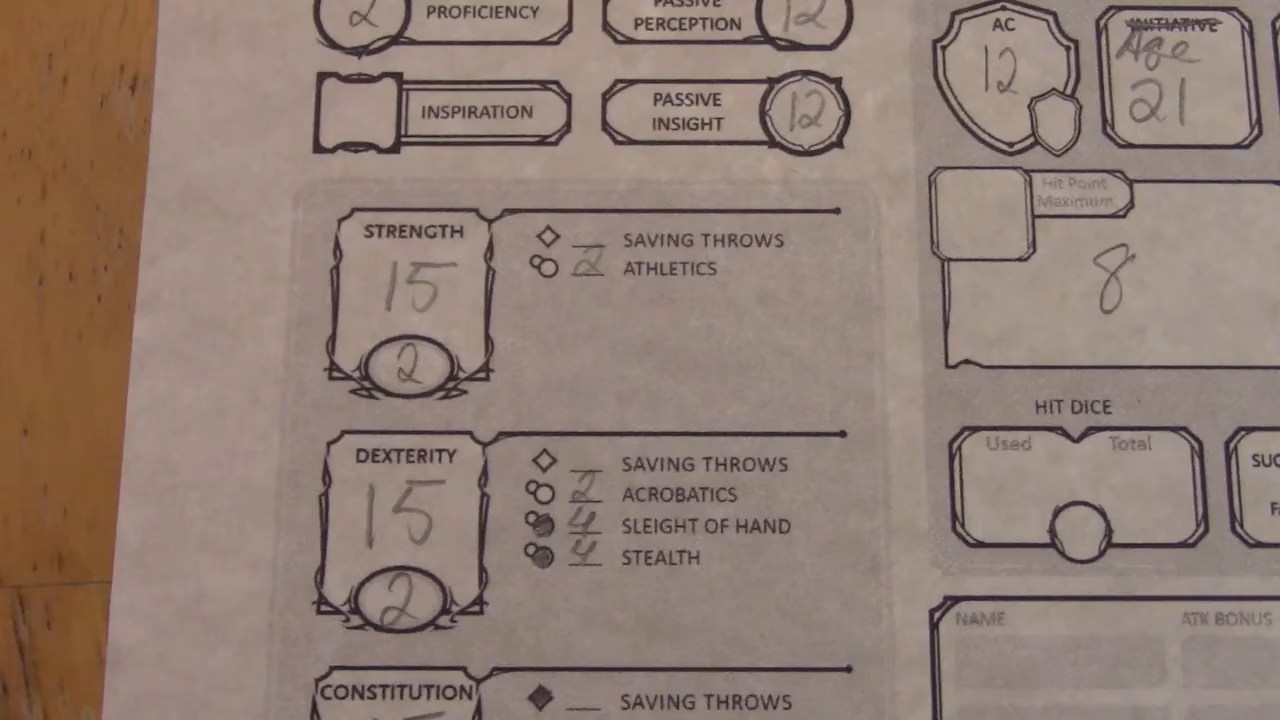 2 PROFICIENCY
PASSIVE
PERCEPTION 12
INSPIRATION
PASSIVE
INSIGHT 12
AC
12
INITIATIVE
Age
21
STRENGTH
15
2
SAVING THROWS
2 ATHLETICS
Hit Point
Maximum
8
HIT DICE
Used Total
DEXTERITY
15
2
SAVING THROWS
2 ACROBATICS
4 SLEIGHT OF HAND
4 STEALTH
NAME ATK BONUS
CONSTITUTION
SAVING THROWS